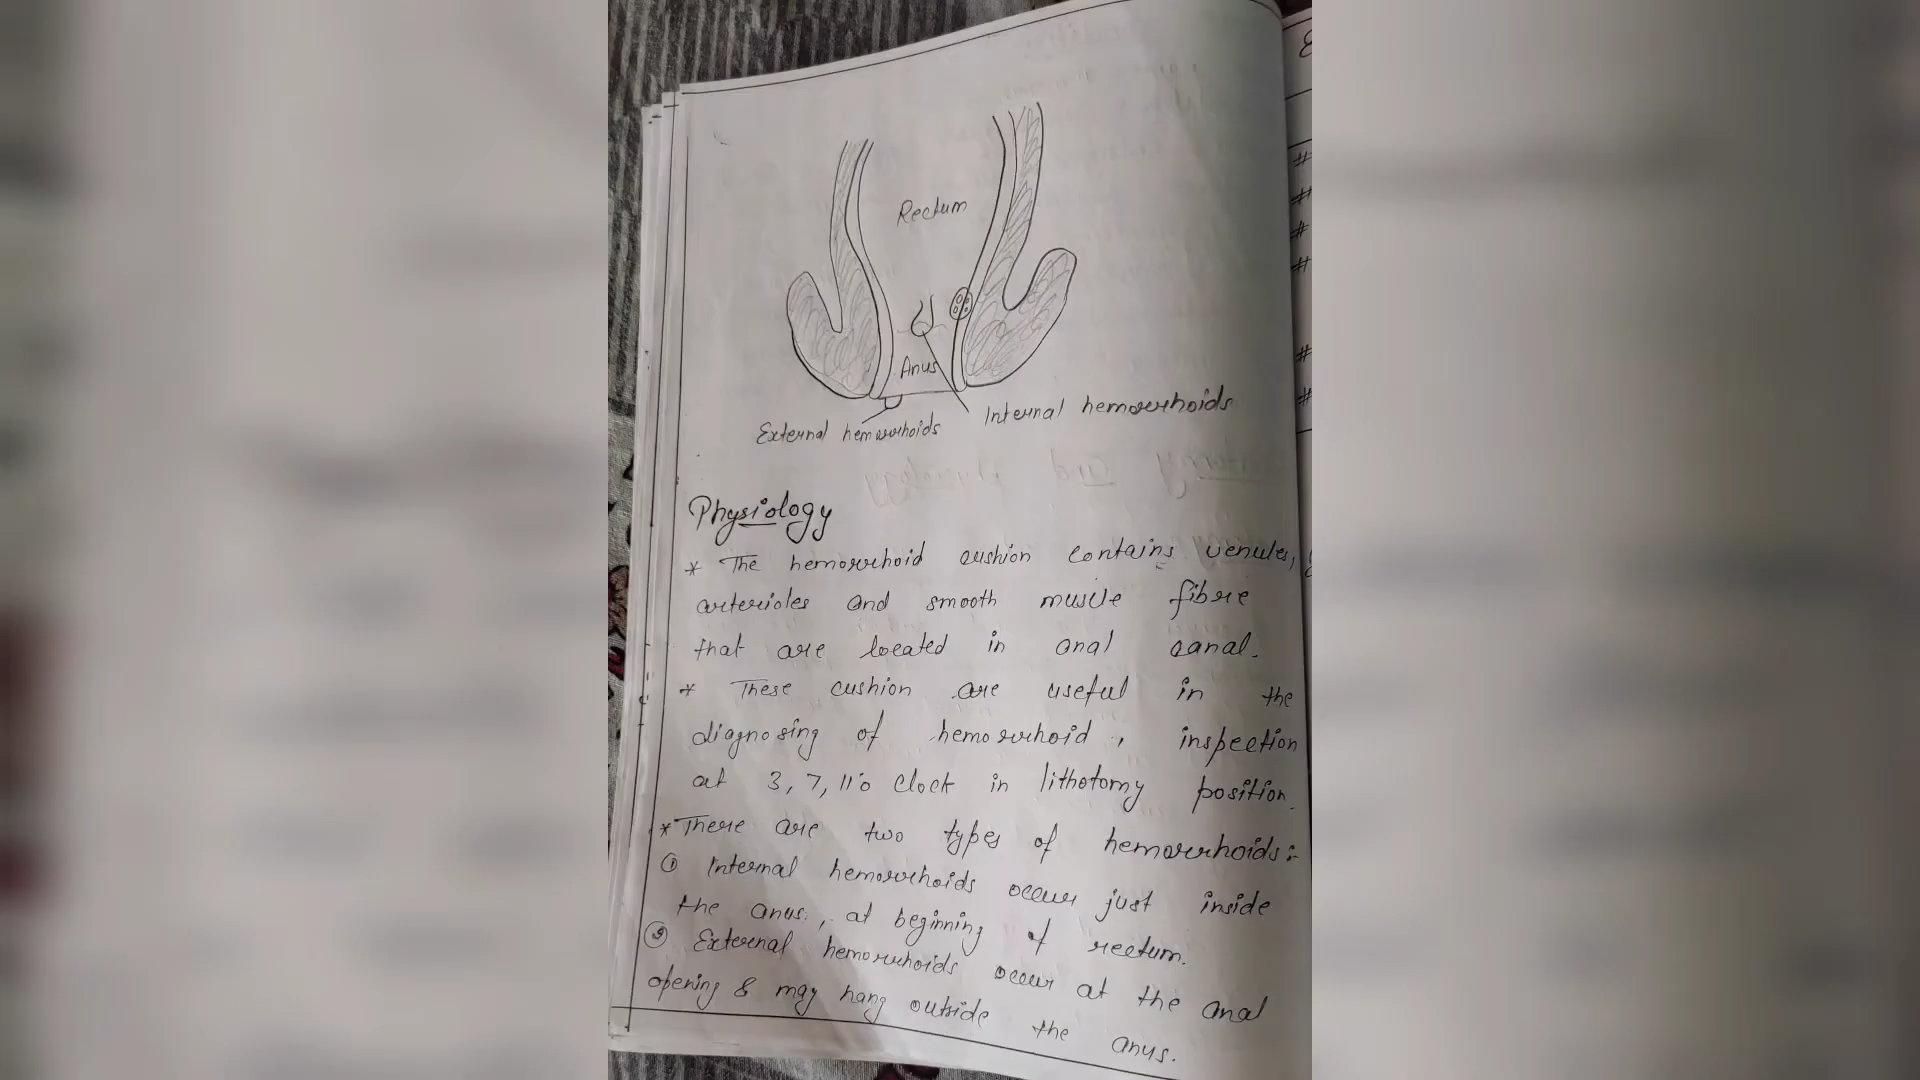 Rectum
Anus
External hemorrhoids
Internal hemorrhoids
Physiology
* The hemorrhoid cushion contains venules,
arterioles and smooth muscle fibre
that are located in anal canal.
* These cushion are useful in the
diagnosing of hemorrhoid, inspection
at 3, 7, 11'o clock in lithotomy position.
* There are two types of hemorrhoids:-
① Internal hemorrhoids occur just inside
the anus, at beginning of rectum.
② External hemorrhoids occur at the anal
opening & may hang outside the anus.
#
#
#
#
#
#